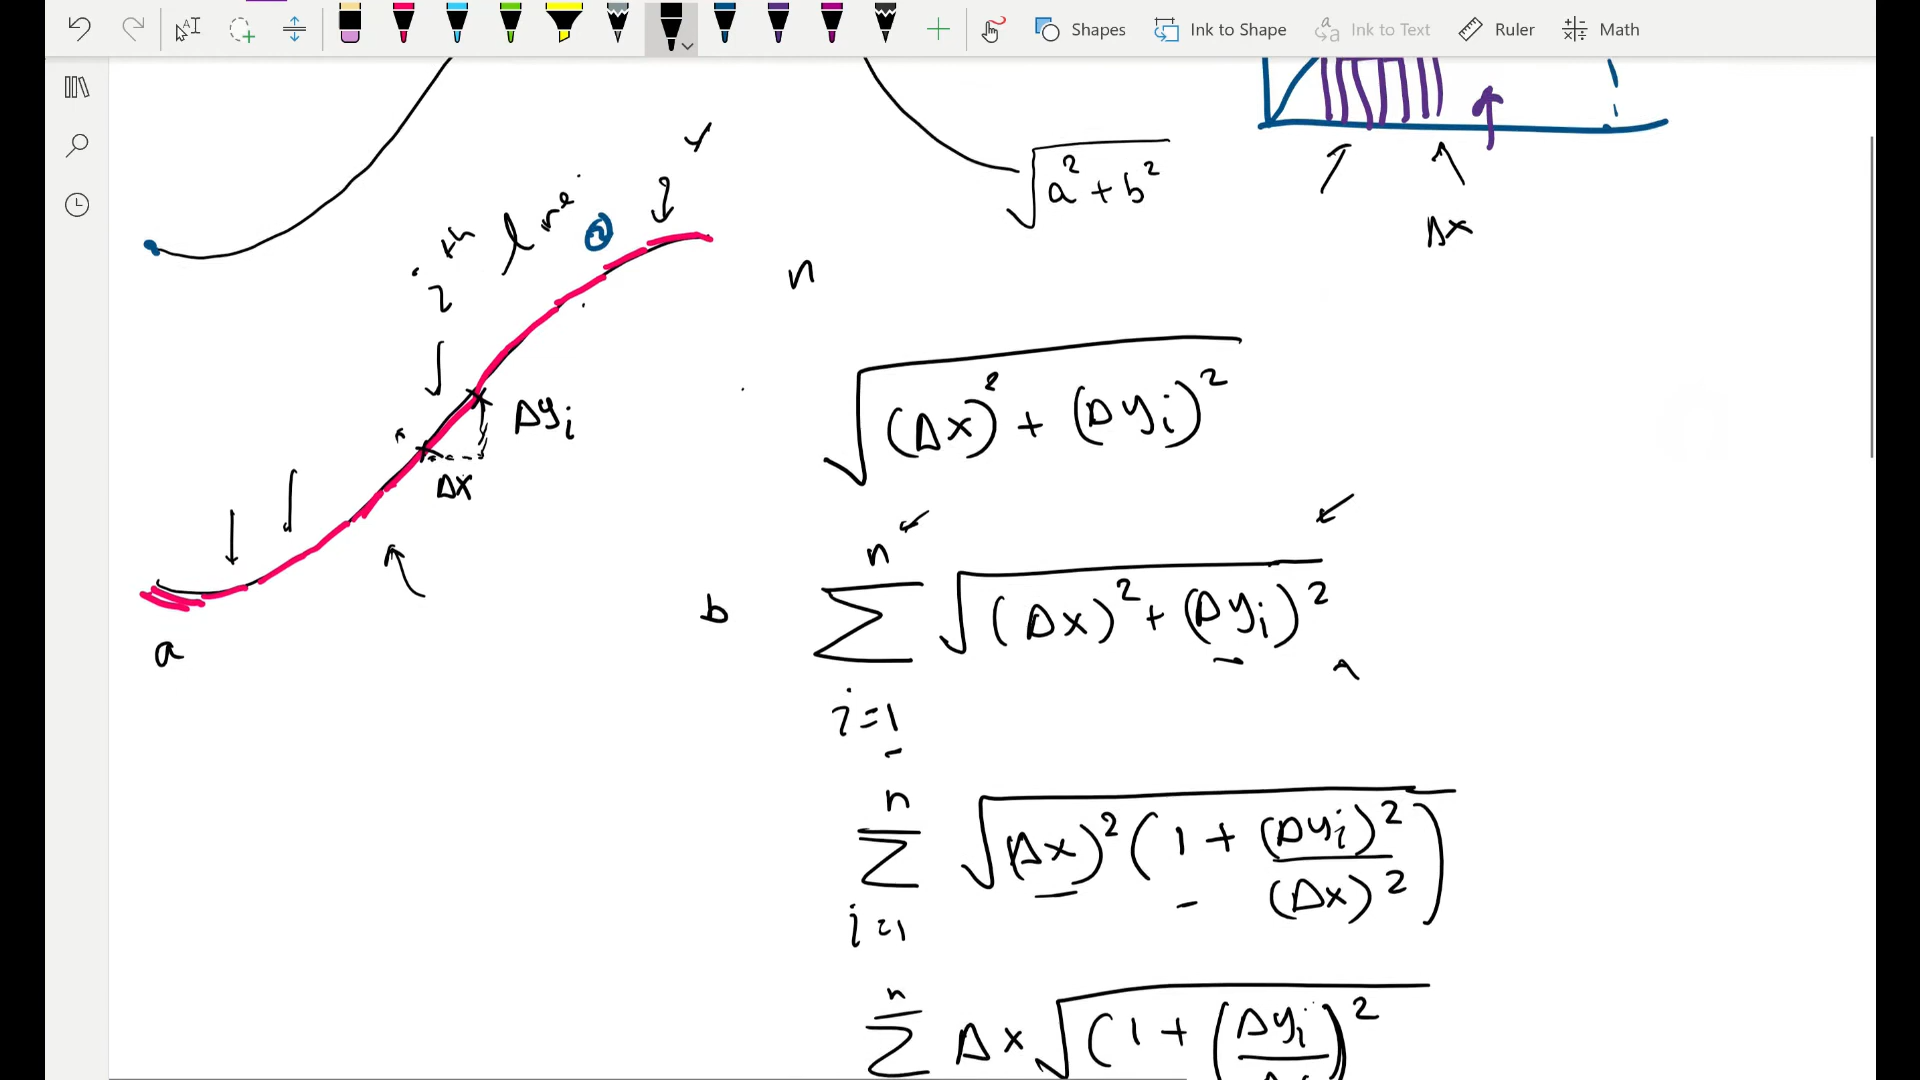 Shapes Ink to Shape Ink to Text Ruler Math
√(a² + b²)
Δx
i th
n
Δyi
Δx
√((Δx)² + (Δyi)²)
n
∑ √((Δx)² + (Δyi)²)
i=1
a
b
n
∑ √((Δx)² (1 + (Δyi)²/(Δx)²))
i=1
n
∑ Δx √(1 + (Δyi
)²